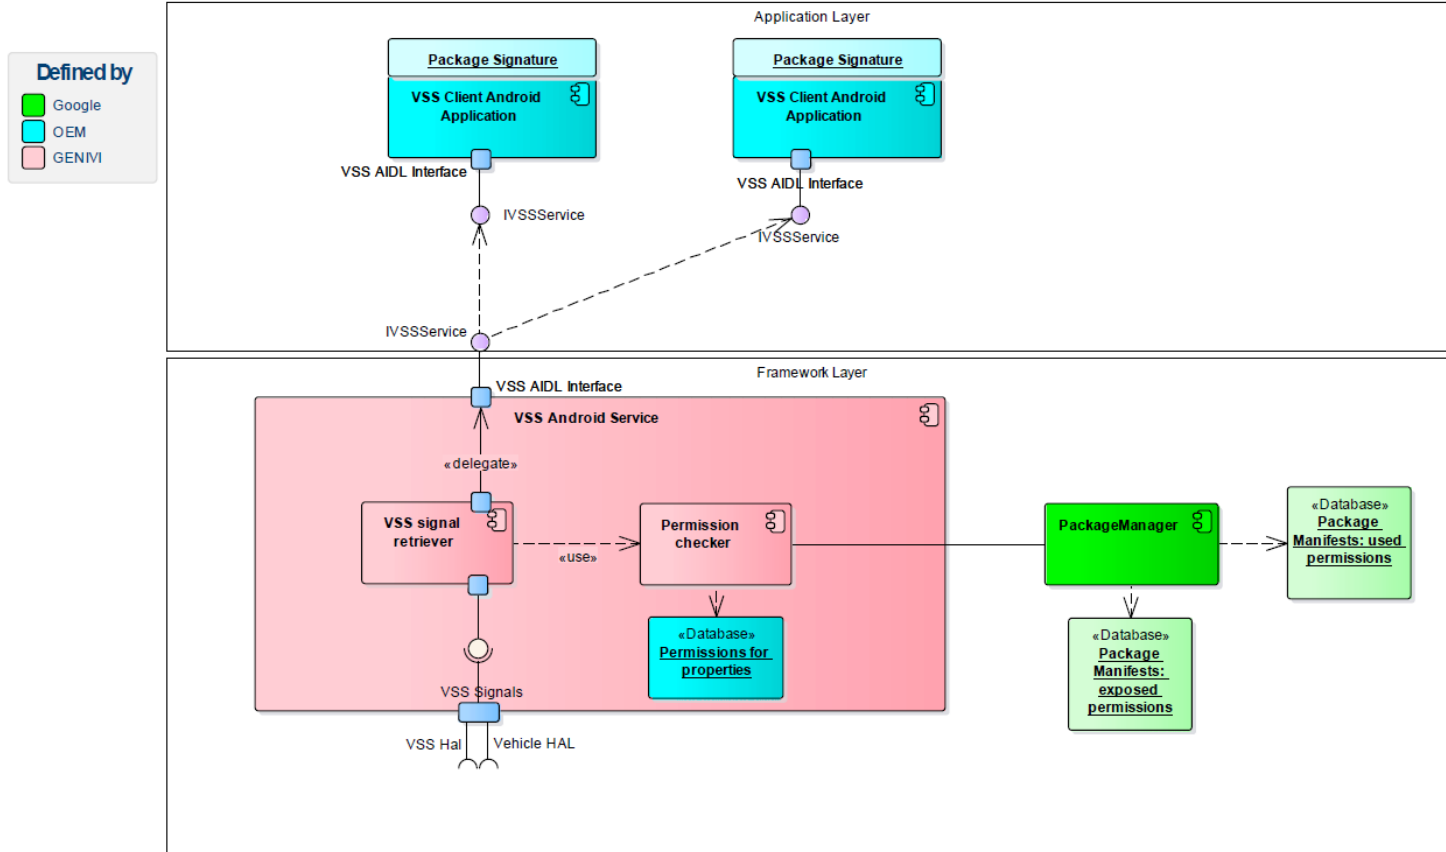 Application Layer
Defined by
Google
OEM
GENIVI
Package Signature
VSS Client Android
Application
VSS AIDL Interface
IVSSService
Package Signature
VSS Client Android
Application
VSS AIDL Interface
IVSSService
IVSSService
Framework Layer
VSS AIDL Interface
VSS Android Service
«delegate»
VSS signal
retriever
«use»
Permission
checker
PackageManager
«Database»
Package
Manifests: used
permissions
«Database»
Permissions for
properties
«Database»
Package
Manifests:
exposed
permissions
VSS Signals
VSS Hal
Vehicle HAL